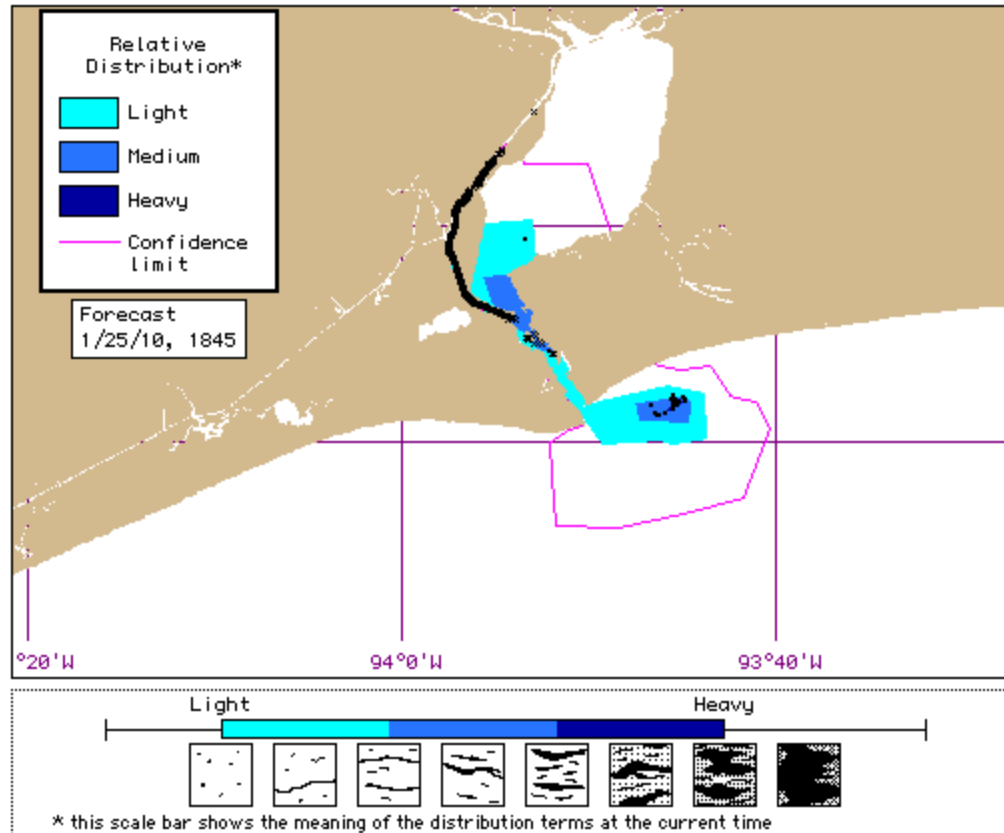 Relative
Distribution*
Light
Medium
Heavy
Confidence
limit
Forecast
1/25/10, 1845
°20'W
94°0'W
93°40'W
Light
Heavy
* this scale bar shows the meaning of the distribution terms at the current time